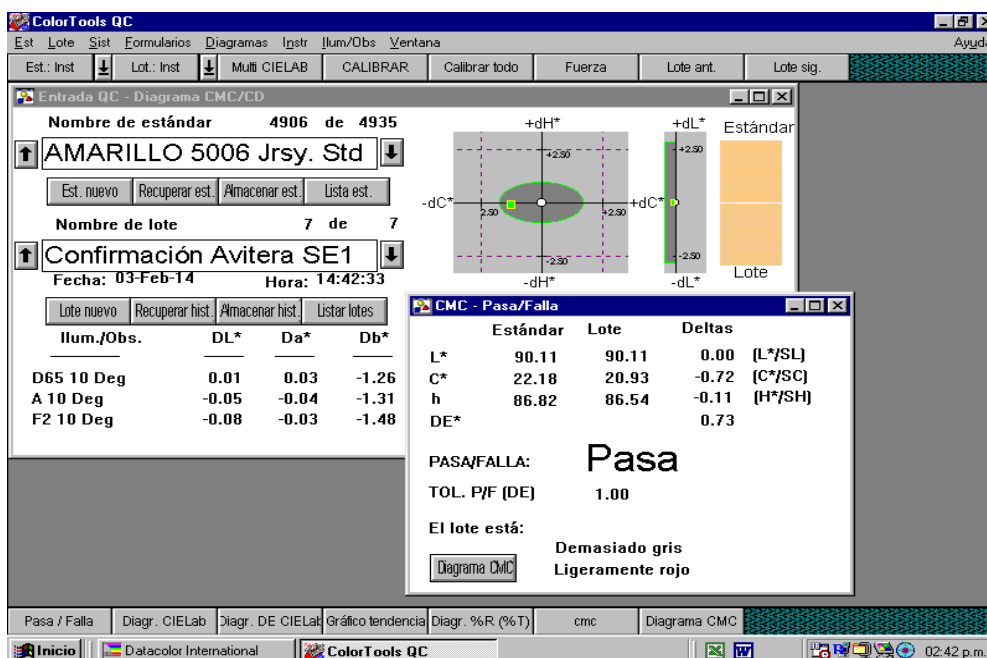 ColorTools QC
Est Lote Sist Formularios Diagramas Instr Ilum/Obs Ventana Ayuda
Est.: Inst Lot.: Inst Multi CIELAB CALIBRAR Calibrar todo Fuerza Lote ant. Lote sig.
Entrada QC - Diagrama CMC/CD
Nombre de estándar 4906 de 4935
AMARILLO 5006 Jrsy. Std
Est. nuevo Recuperar est. Almacenar est. Lista est.
Nombre de lote 7 de 7
Confirmación Avitera SE1
Fecha: 03-Feb-14 Hora: 14:42:33
Lote nuevo Recuperar hist. Almacenar hist. Listar lotes
Ilum./Obs. DL* Da* Db*
D65 10 Deg 0.01 0.03 -1.26
A 10 Deg -0.05 -0.04 -1.31
F2 10 Deg -0.08 -0.03 -1.48
+dH*
+2.50
-dC* 2.50 +2.50 +dC*
-2.50
-dH*
+dL*
+2.50
-2.50
-dL*
Estándar
Lote
CMC - Pasa/Falla
Estándar Lote Deltas
L* 90.11 90.11 0.00 (L*/SL)
C* 22.18 20.93 -0.72 (C*/SC)
h 86.82 86.54 -0.11 (H*/SH)
DE* 0.73
PASA/FALLA: Pasa
TOL. P/F (DE) 1.00
El lote está:
Demasiado gris
Diagrama CMC Ligeramente rojo
Pasa / Falla Diagr. CIELab Diagr. DE CIELab Gráfico tendencia Diagr. %R (%T) cmc Diagrama CMC
Inicio Datacolor International ColorTools QC 02:42 p.m.